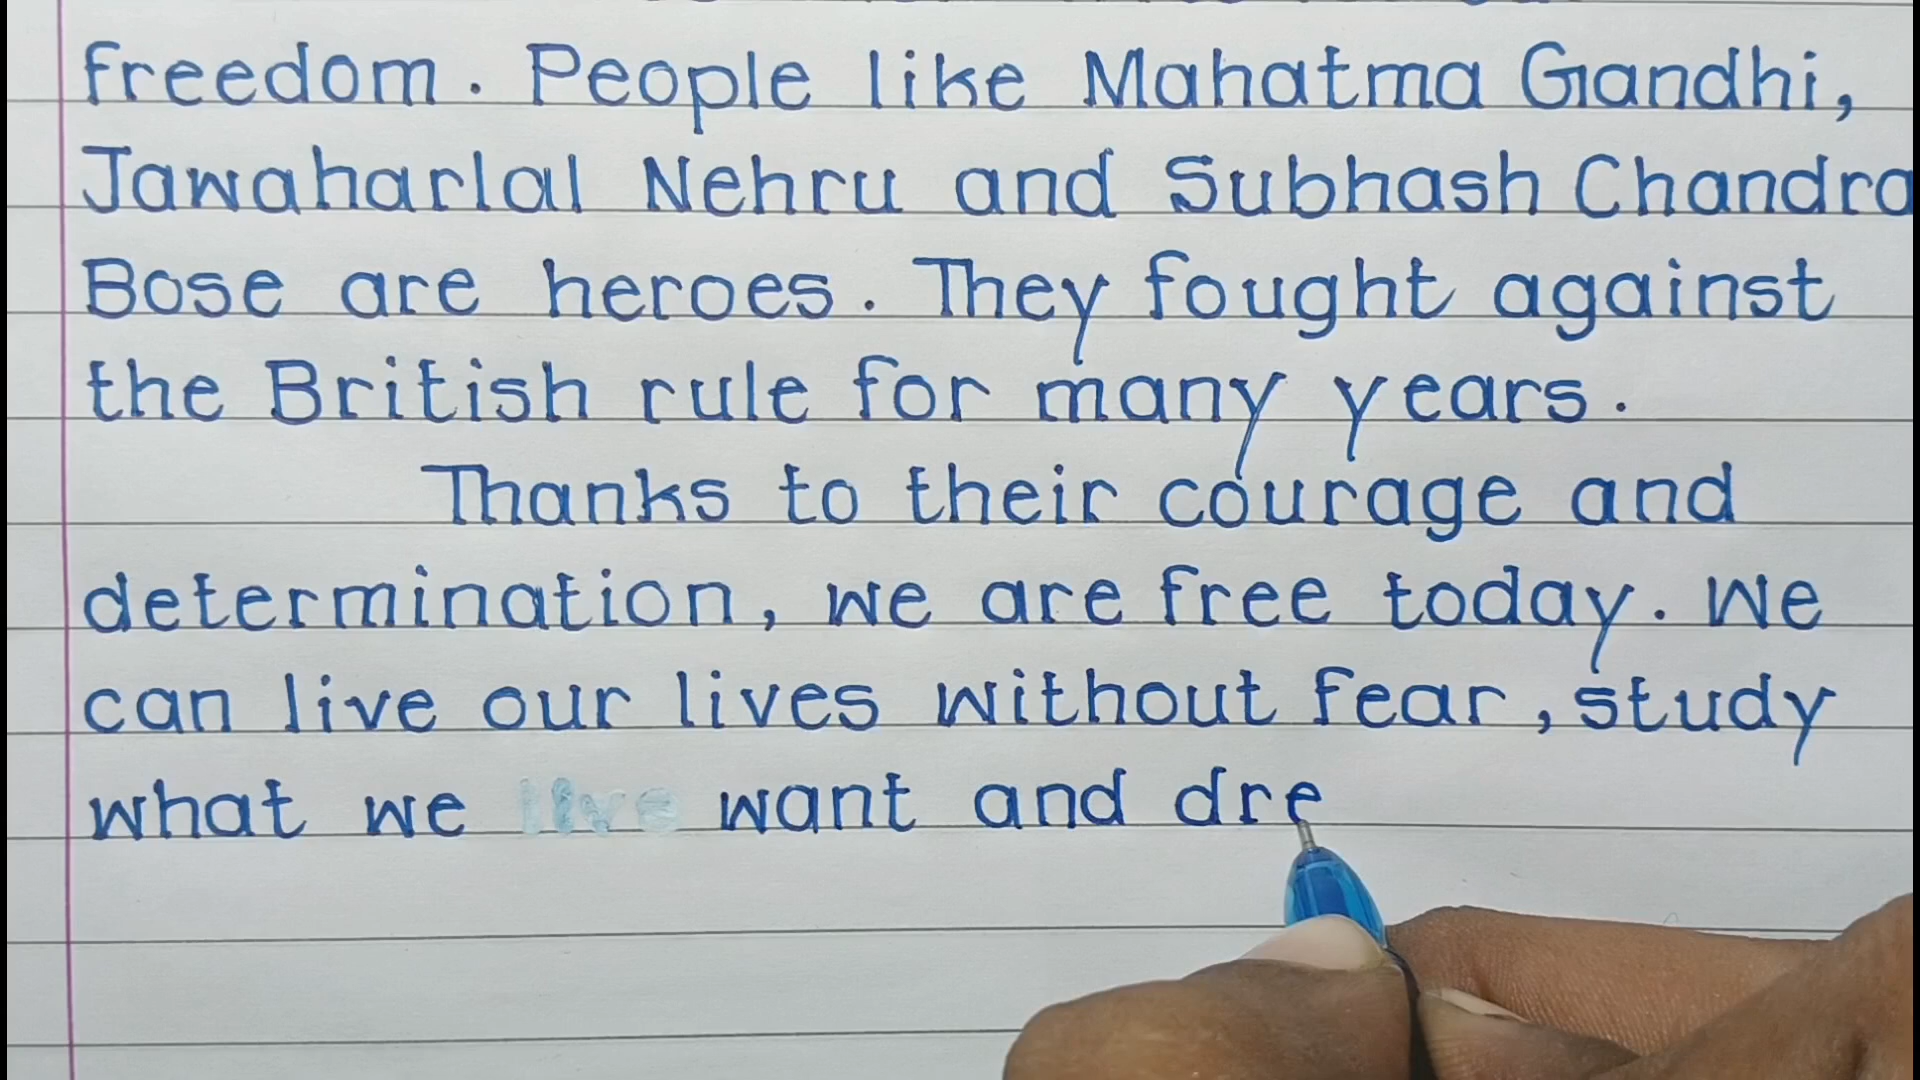 freedom. People like Mahatma Gandhi,
Jawaharlal Nehru and Subhash Chandra
Bose are heroes. They fought against
the British rule for many years.
Thanks to their courage and
determination, we are free today. We
can live our lives without fear, study
what we live want and dre